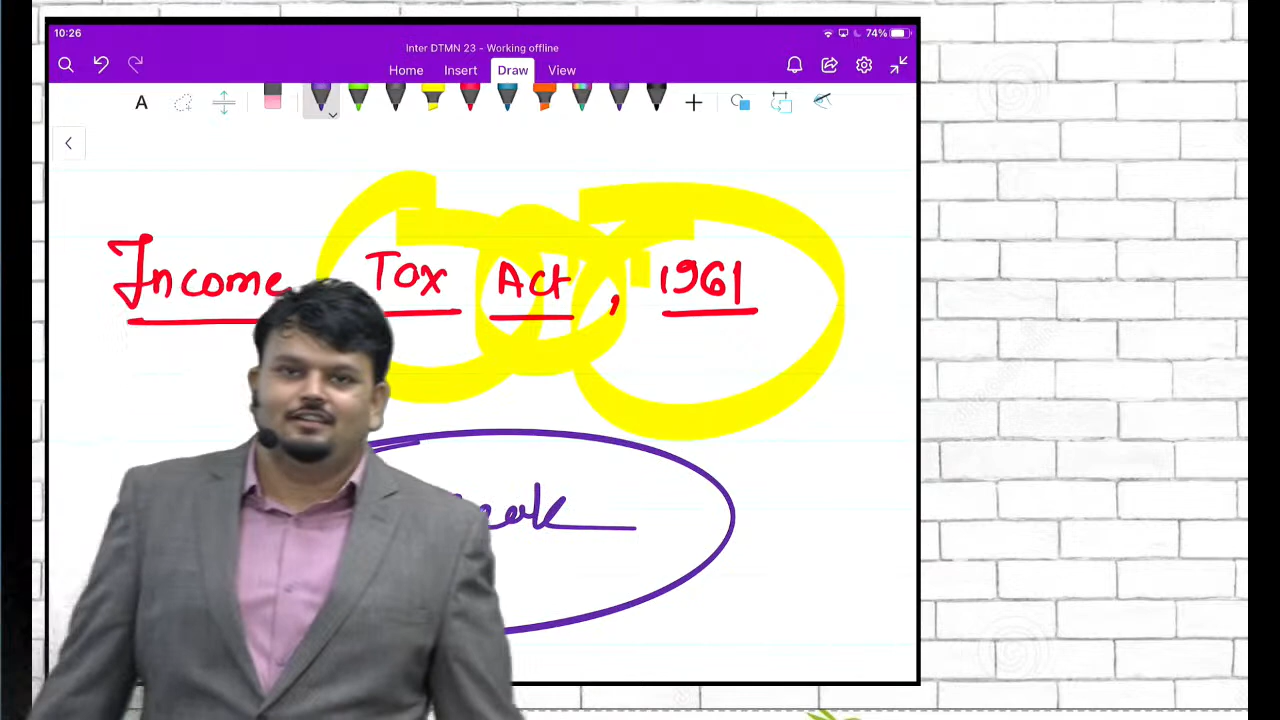 10:26
74%
Inter DTMN 23 - Working offline
Home Insert Draw View
A
Income Tax Act, 1961